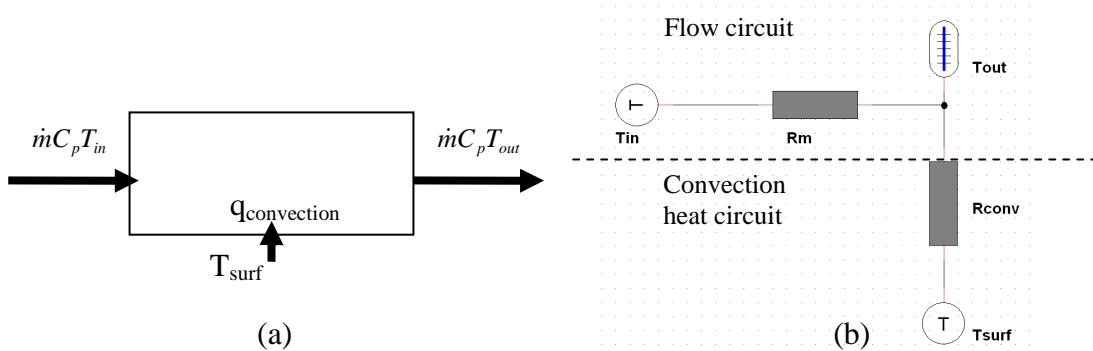 ṁC_pT_in
ṁC_pT_out
q_convection
T_surf
(a)
Flow circuit
Tout
Tin
Rm
Convection
heat circuit
Rconv
T
Tsurf
(b)